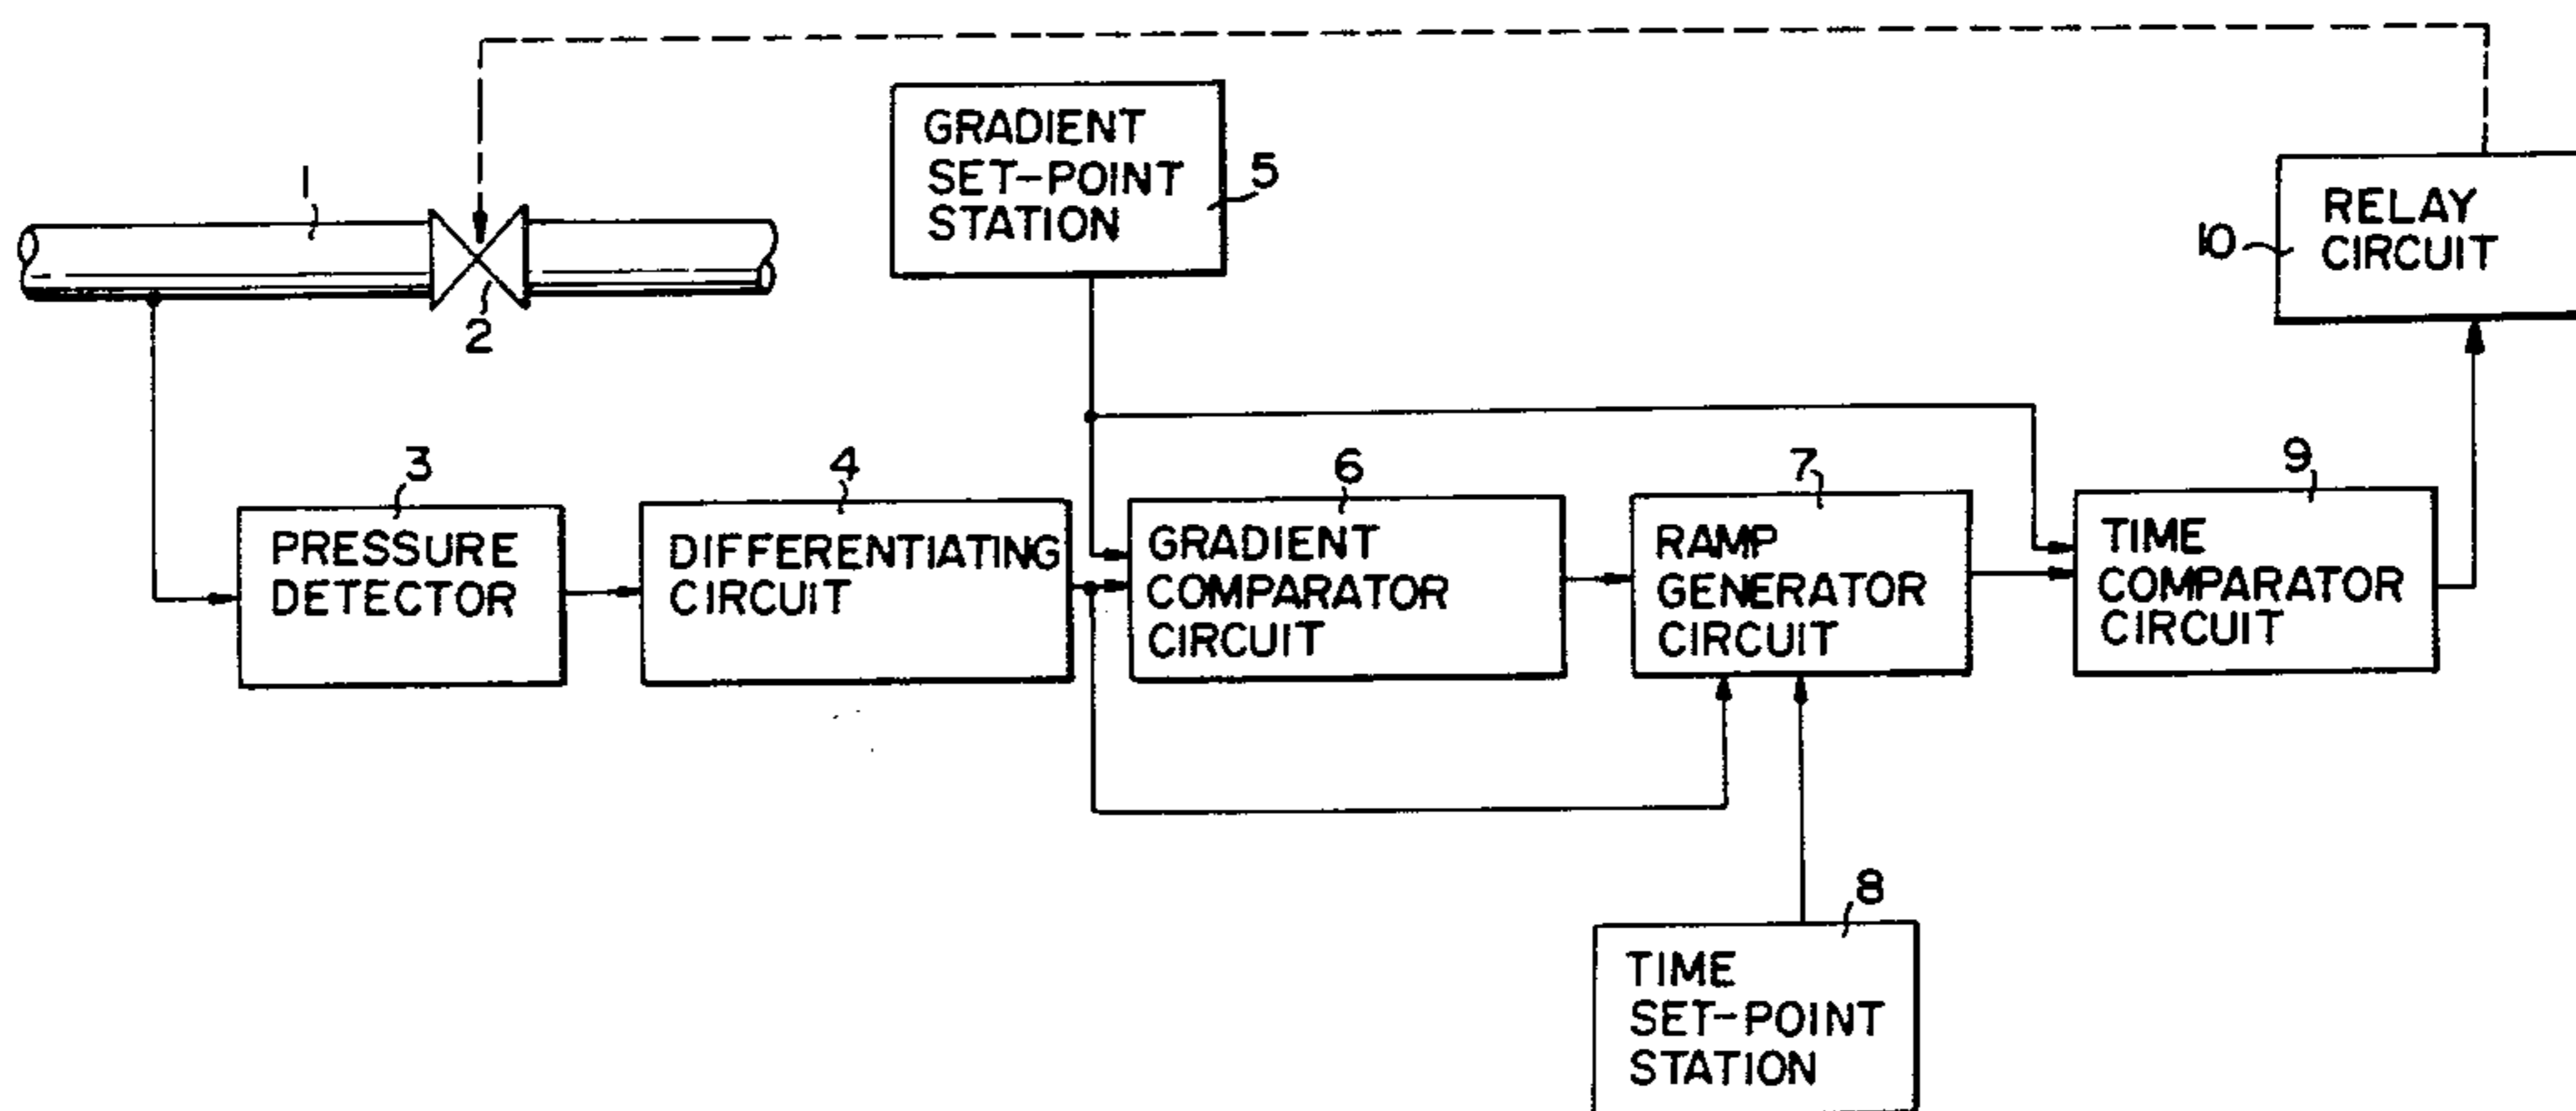 1
2
GRADIENT
SET-POINT
STATION
5
RELAY
CIRCUIT
10
3
PRESSURE
DETECTOR
4
DIFFERENTIATING
CIRCUIT
6
GRADIENT
COMPARATOR
CIRCUIT
7
RAMP
GENERATOR
CIRCUIT
9
TIME
COMPARATOR
CIRCUIT
8
TIME
SET-POINT
STATION